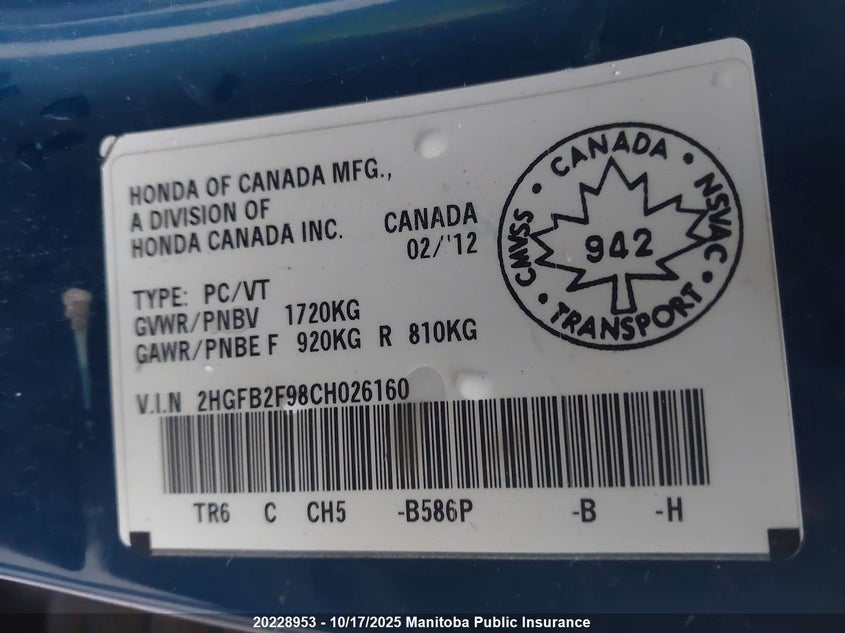 HONDA OF CANADA MFG.,
A DIVISION OF
HONDA CANADA INC.
CANADA
02/'12
TYPE: PC/VT
GVWR/PNBV 1720KG
GAWR/PNBE F 920KG R 810KG
V.I.N 2HGFB2F98CH026160
TR6 C CH5 -B586P -B -H
CANADA
CMVSS
NSVAC
942
TRANSPORT
20228953 - 10/17/2025 Manitoba Public Insurance